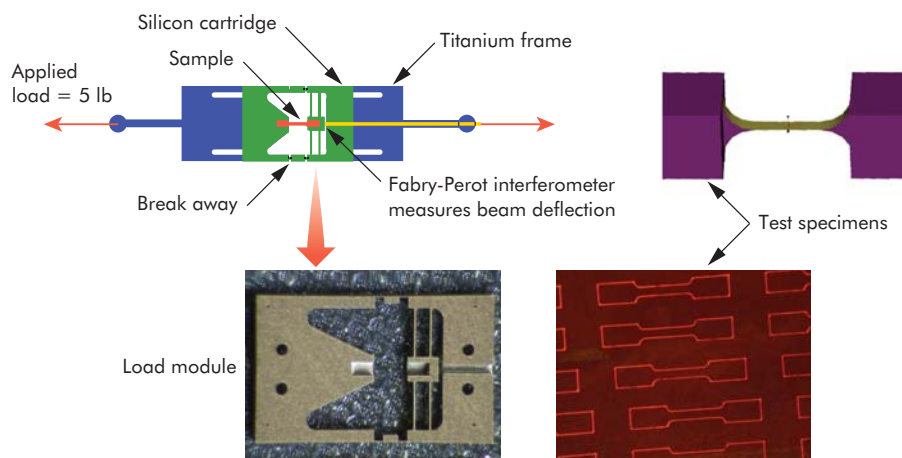 Silicon cartridge
Titanium frame
Sample
Applied
load = 5 lb
Break away
Fabry-Perot interferometer
measures beam deflection
Test specimens
Load module